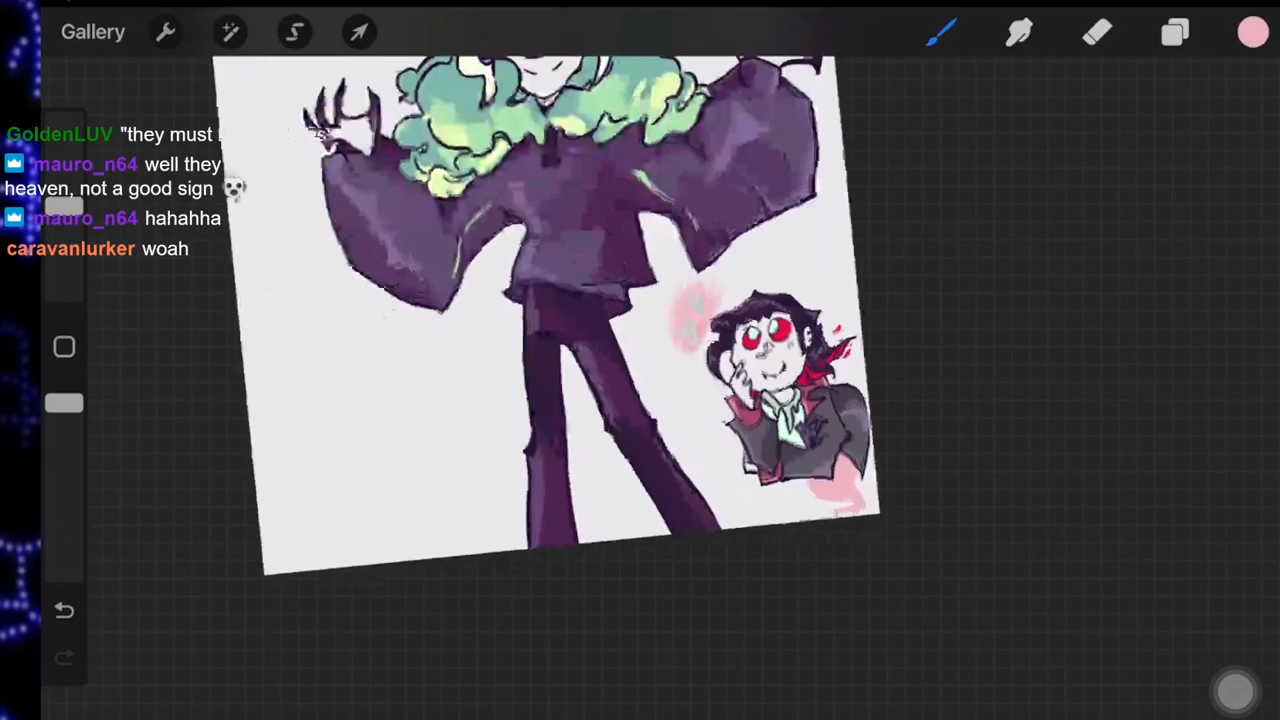 Gallery
GoldenLUV "they must
mauro_n64 well they
heaven, not a good sign
mauro_n64 hahahha
caravanlurker woah